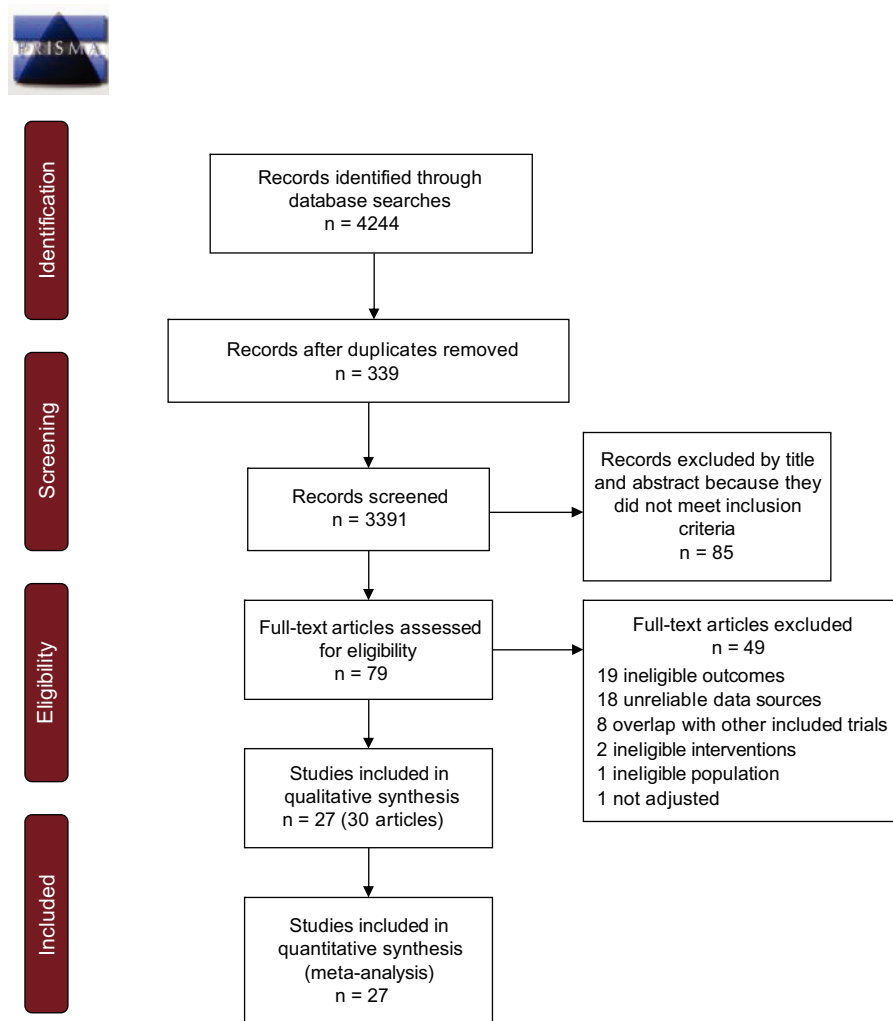 PRISMA
Identification
Records identified through
database searches
n = 4244
Records after duplicates removed
n = 339
Screening
Records screened
n = 3391
Records excluded by title
and abstract because they
did not meet inclusion
criteria
n = 85
Eligibility
Full-text articles assessed
for eligibility
n = 79
Full-text articles excluded
n = 49
19 ineligible outcomes
18 unreliable data sources
8 overlap with other included trials
2 ineligible interventions
1 ineligible population
1 not adjusted
Studies included in
qualitative synthesis
n = 27 (30 articles)
Included
Studies included in
quantitative synthesis
(meta-analysis)
n = 27